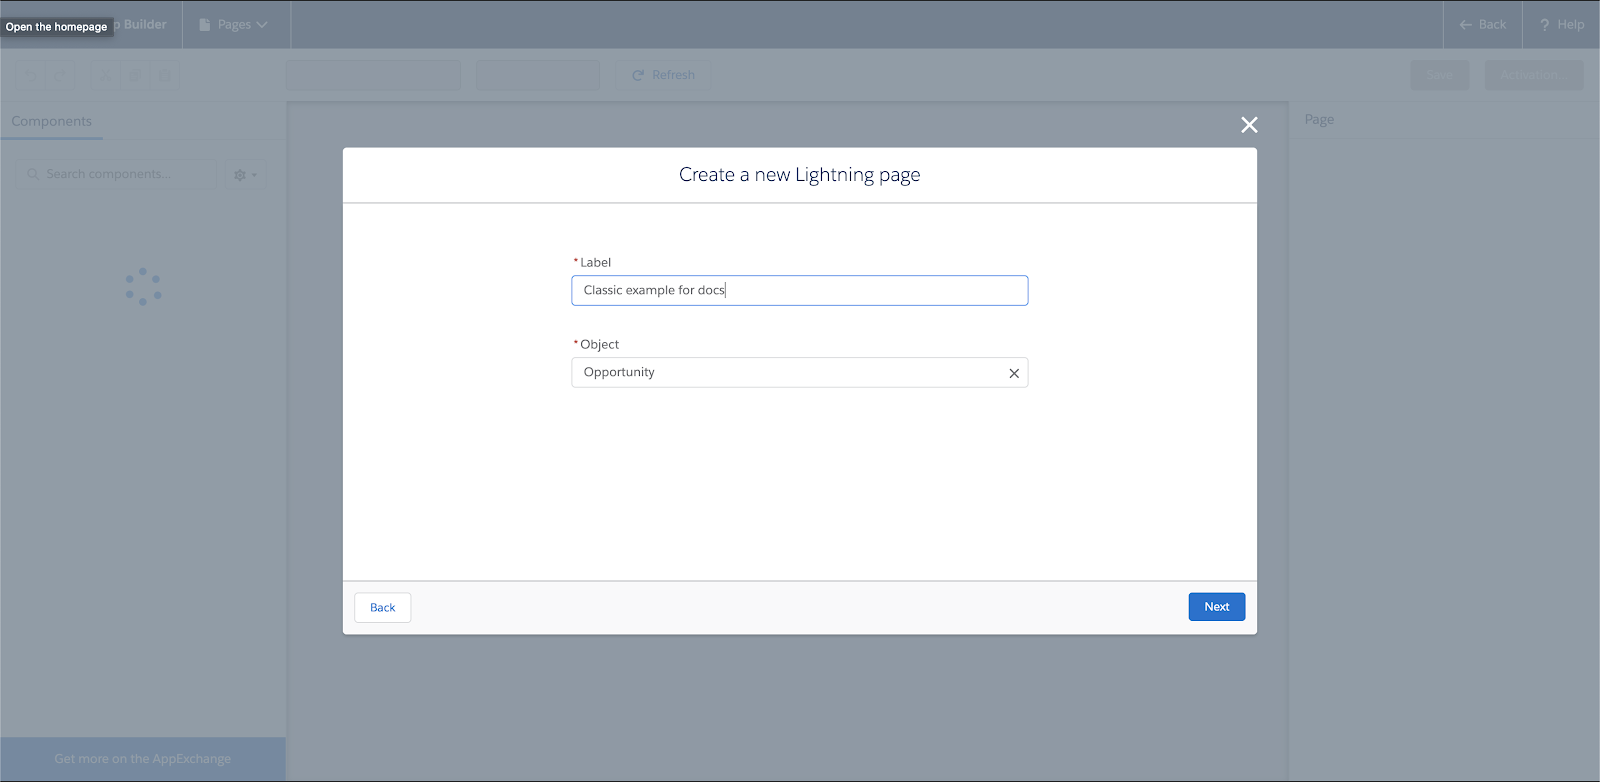 Open the homepage
p Builder
Pages
Back
? Help
Refresh
Save
Activation...
Components
Page
Search components...
Create a new Lightning page
*Label
Classic example for docs
*Object
Opportunity
Back
Next
Get more on the AppExchange